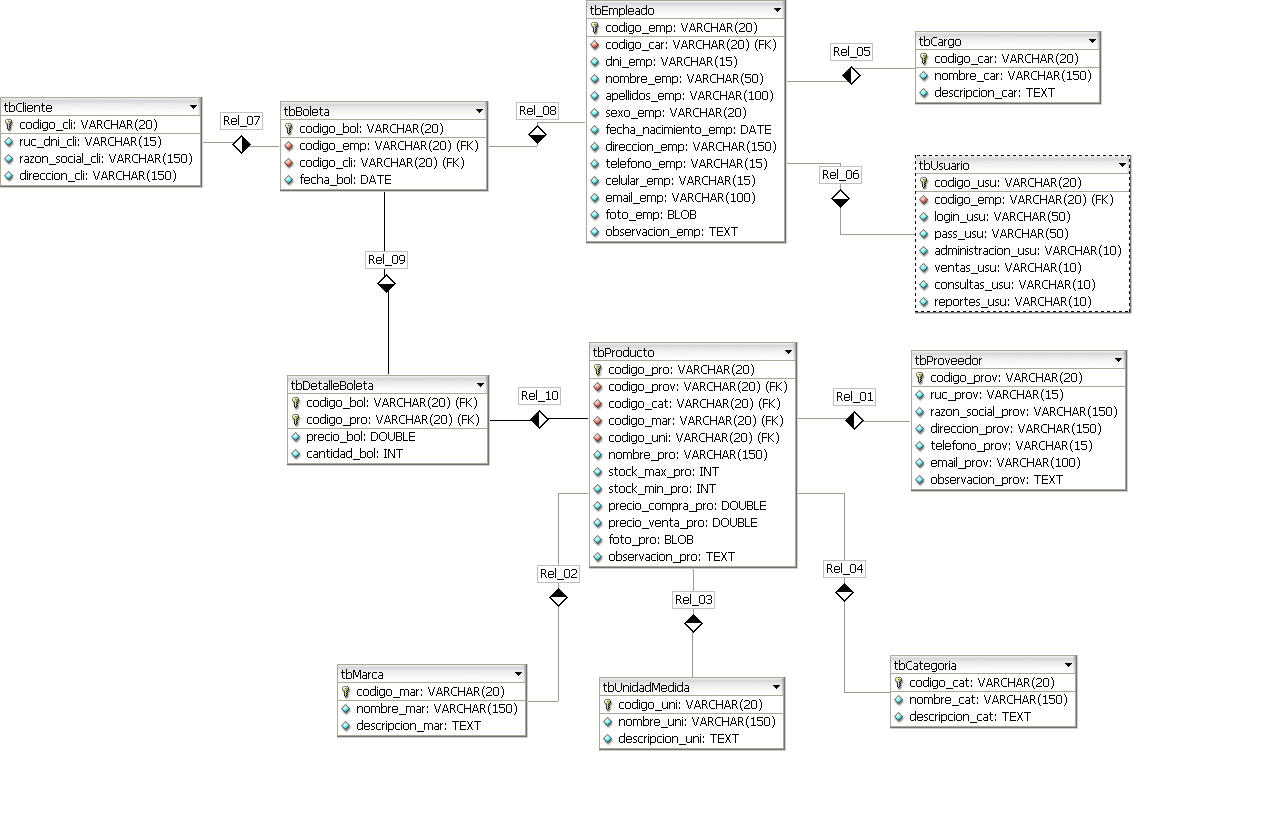 tbEmpleado
codigo_emp: VARCHAR(20)
codigo_car: VARCHAR(20) (FK)
dni_emp: VARCHAR(15)
nombre_emp: VARCHAR(50)
apellidos_emp: VARCHAR(100)
sexo_emp: VARCHAR(20)
fecha_nacimiento_emp: DATE
direccion_emp: VARCHAR(150)
telefono_emp: VARCHAR(15)
celular_emp: VARCHAR(15)
email_emp: VARCHAR(100)
foto_emp: BLOB
observacion_emp: TEXT
Rel_05
tbCargo
codigo_car: VARCHAR(20)
nombre_car: VARCHAR(150)
descripcion_car: TEXT
tbCliente
codigo_cli: VARCHAR(20)
ruc_dni_cli: VARCHAR(15)
razon_social_cli: VARCHAR(150)
direccion_cli: VARCHAR(150)
Rel_07
tbBoleta
codigo_bol: VARCHAR(20)
codigo_emp: VARCHAR(20) (FK)
codigo_cli: VARCHAR(20) (FK)
fecha_bol: DATE
Rel_08
Rel_06
tbUsuario
codigo_usu: VARCHAR(20)
codigo_emp: VARCHAR(20) (FK)
login_usu: VARCHAR(50)
pass_usu: VARCHAR(50)
administracion_usu: VARCHAR(10)
ventas_usu: VARCHAR(10)
consultas_usu: VARCHAR(10)
reportes_usu: VARCHAR(10)
Rel_09
tbDetalleBoleta
codigo_bol: VARCHAR(20) (FK)
codigo_pro: VARCHAR(20) (FK)
precio_bol: DOUBLE
cantidad_bol: INT
Rel_10
tbProducto
codigo_pro: VARCHAR(20)
codigo_prov: VARCHAR(20) (FK)
codigo_cat: VARCHAR(20) (FK)
codigo_mar: VARCHAR(20) (FK)
codigo_uni: VARCHAR(20) (FK)
nombre_pro: VARCHAR(150)
stock_max_pro: INT
stock_min_pro: INT
precio_compra_pro: DOUBLE
precio_venta_pro: DOUBLE
foto_pro: BLOB
observacion_pro: TEXT
Rel_01
tbProveedor
codigo_prov: VARCHAR(20)
ruc_prov: VARCHAR(15)
razon_social_prov: VARCHAR(150)
direccion_prov: VARCHAR(150)
telefono_prov: VARCHAR(15)
email_prov: VARCHAR(100)
observacion_prov: TEXT
Rel_02
Rel_03
Rel_04
tbMarca
codigo_mar: VARCHAR(20)
nombre_mar: VARCHAR(150)
descripcion_mar: TEXT
tbUnidadMedida
codigo_uni: VARCHAR(20)
nombre_uni: VARCHAR(150)
descripcion_uni: TEXT
tbCategoria
codigo_cat: VARCHAR(20)
nombre_cat: VARCHAR(150)
descripcion_cat: TEXT